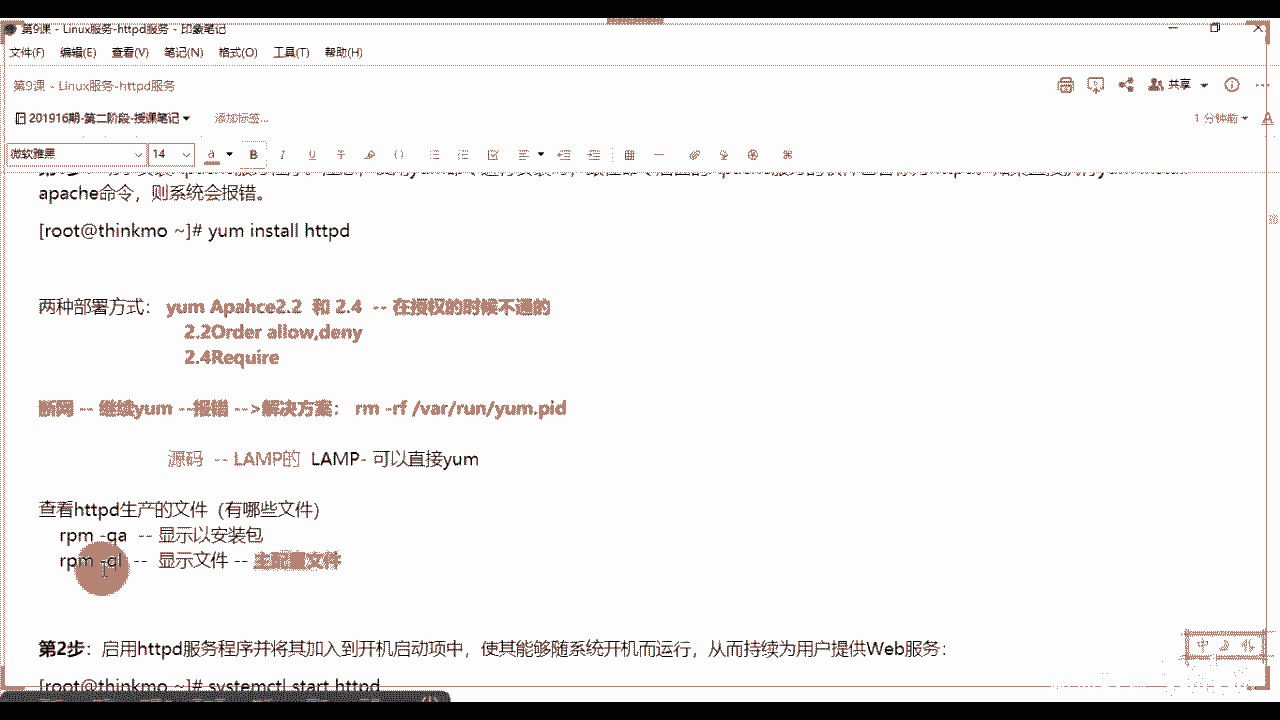 第9课 - Linux服务-httpd服务 - 印象笔记
文件(F) 编辑(E) 查看(V) 笔记(N) 格式(O) 工具(T) 帮助(H)
第9课 - Linux服务-httpd服务
共享
201916期-第二阶段-授课笔记 添加标签...
1 分钟前
微软雅黑 14
apache命令，则系统会报错。
[root@thinkmo ~]# yum install httpd
两种部署方式： yum Apahce2.2 和 2.4 -- 在授权的时候不通的
2.2Order allow,deny
2.4Require
断网 -- 继续yum --报错 -->解决方案： rm -rf /var/run/yum.pid
源码 -- LAMP的 LAMP- 可以直接yum
查看httpd生产的文件（有哪些文件）
rpm -qa -- 显示以安装包
rpm -ql -- 显示文件 -- 主配置文件
第2步：启用httpd服务程序并将其加入到开机启动项中，使其能够随系统开机而运行，从而持续为用户提供Web服务：
[root@thinkmo ~]# systemctl start httpd